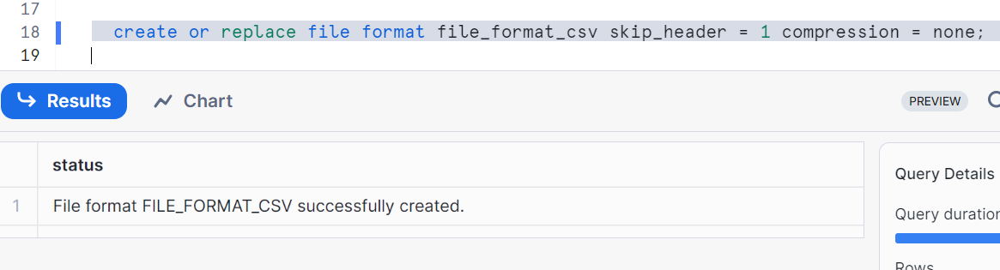 17
18 create or replace file format file_format_csv skip_header = 1 compression = none;
19
Results Chart PREVIEW
status
1 File format FILE_FORMAT_CSV successfully created.
Query Details
Query duration
Rows